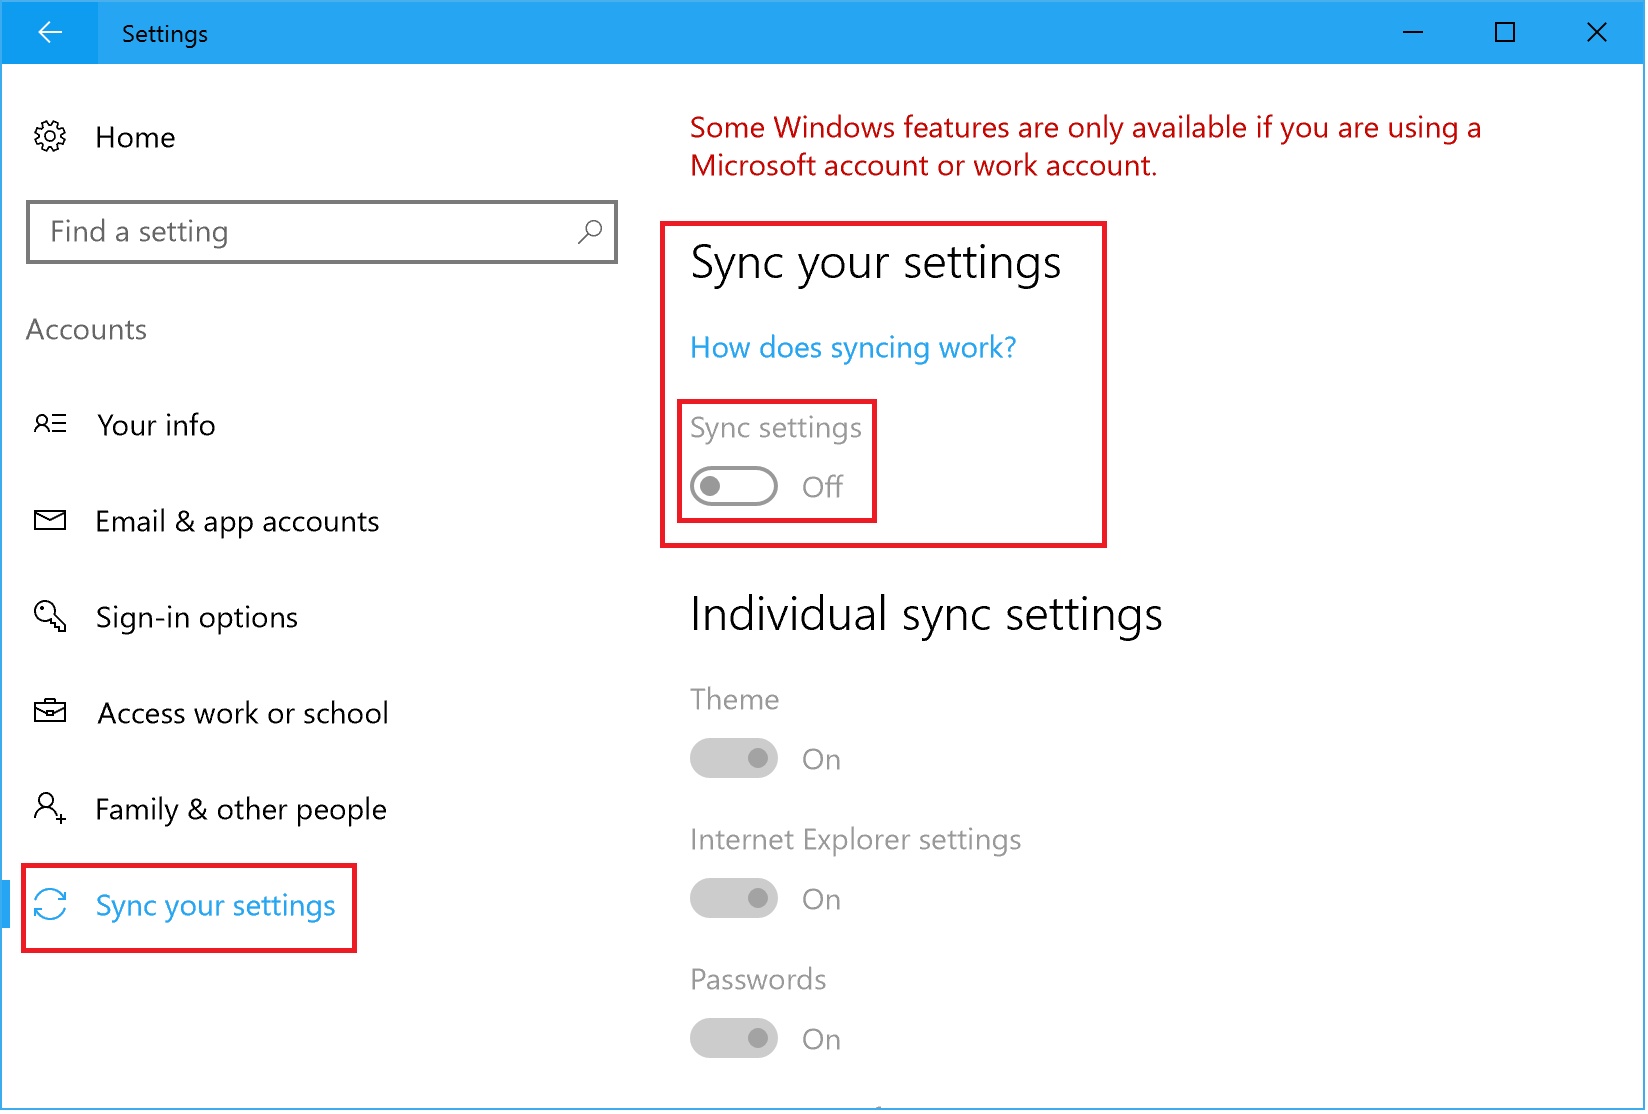 Settings
Home
Find a setting
Accounts
Your info
Email & app accounts
Sign-in options
Access work or school
Family & other people
Sync your settings
Some Windows features are only available if you are using a
Microsoft account or work account.
Sync your settings
How does syncing work?
Sync settings
Off
Individual sync settings
Theme
On
Internet Explorer settings
On
Passwords
On